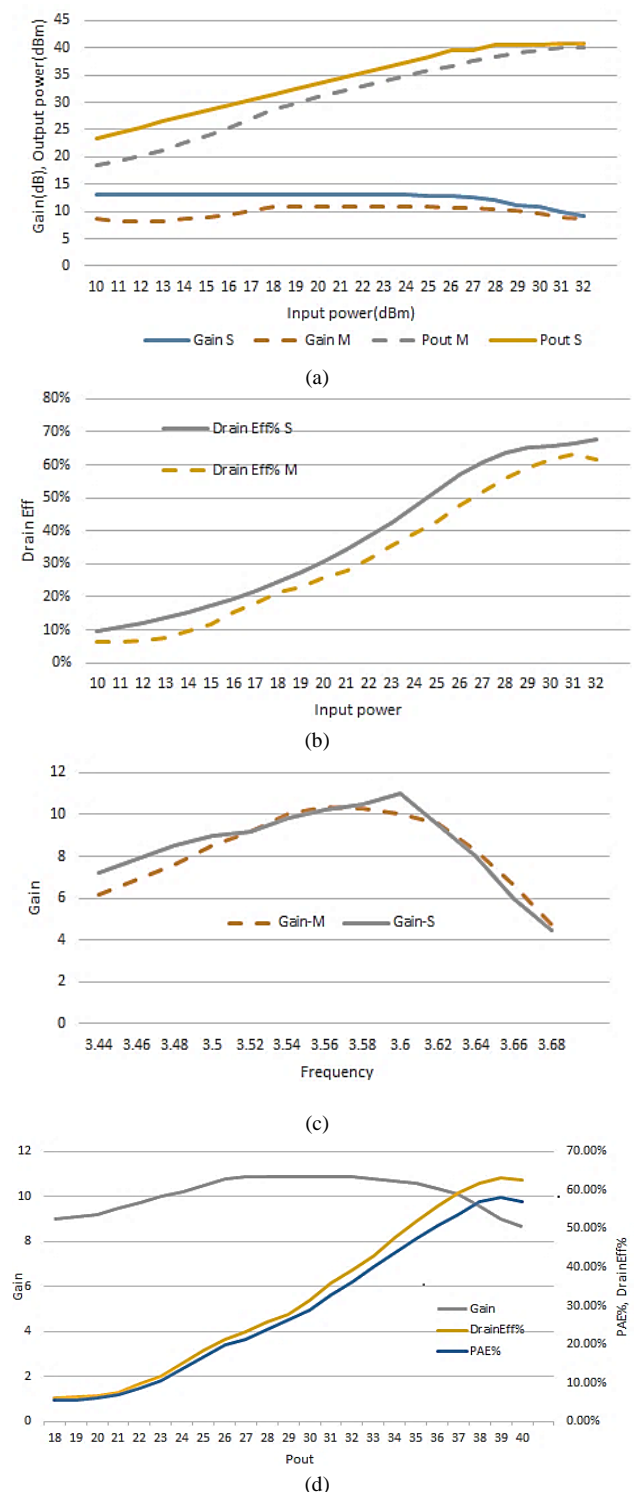 45
40
35
30
25
20
15
10
5
0
Gain(dB), Output power(dBm)
10 11 12 13 14 15 16 17 18 19 20 21 22 23 24 25 26 27 28 29 30 31 32
Input power(dBm)
Gain S Gain M Pout M Pout S
(a)
80%
70%
60%
50%
40%
30%
20%
10%
0%
Drain Eff
Drain Eff% S
Drain Eff% M
10 11 12 13 14 15 16 17 18 19 20 21 22 23 24 25 26 27 28 29 30 31 32
Input power
(b)
12
10
8
6
4
2
0
Gain
Gain-M Gain-S
3.44 3.46 3.48 3.5 3.52 3.54 3.56 3.58 3.6 3.62 3.64 3.66 3.68
Frequency
(c)
12
10
8
6
4
2
0
Gain
70.00%
60.00%
50.00%
40.00%
30.00%
20.00%
10.00%
0.00%
PAE%, DrainEff%
Gain
DrainEff%
PAE%
18 19 20 21 22 23 24 25 26 27 28 29 30 31 32 33 34 35 36 37 38 39 40
Pout
(d)